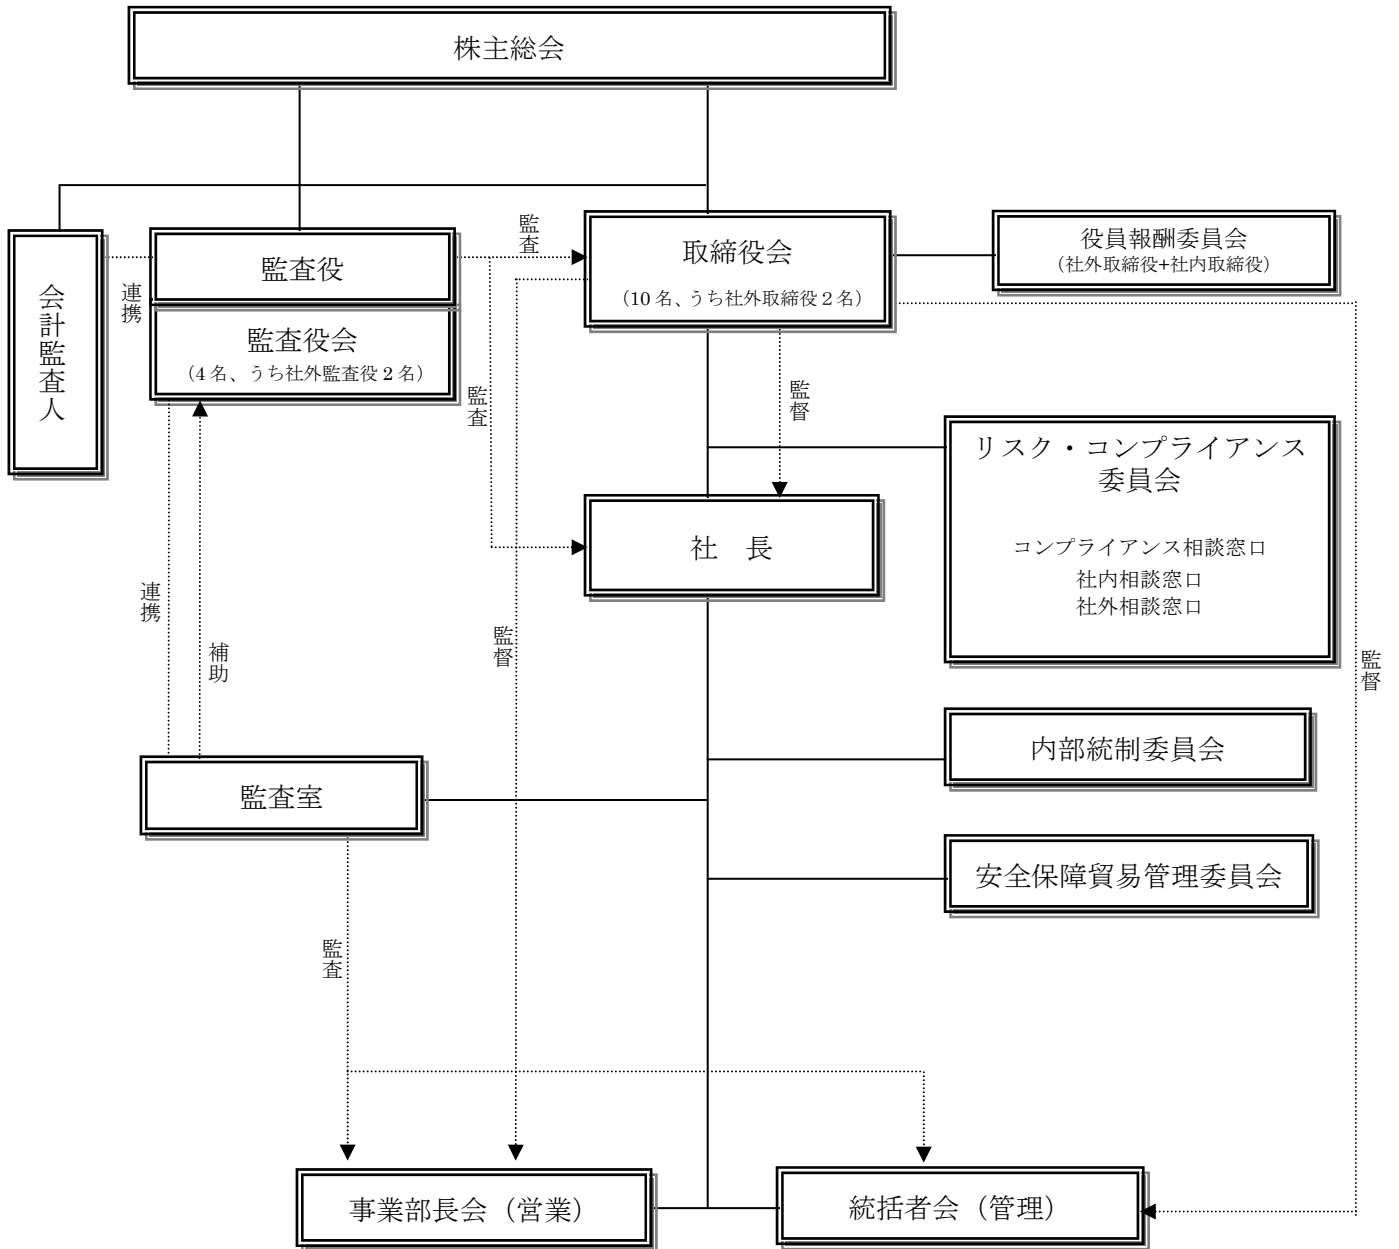 株主総会
監査
取締役会
（10名、うち社外取締役２名）
役員報酬委員会
（社外取締役+社内取締役）
会計監査人
連携
監査役
監査役会
（4名、うち社外監査役２名）
監査
監督
リスク・コンプライアンス
委員会
コンプライアンス相談窓口
社内相談窓口
社外相談窓口
社　長
連携
補助
監督
監督
内部統制委員会
監査室
安全保障貿易管理委員会
監査
事業部長会（営業）
統括者会（管理）